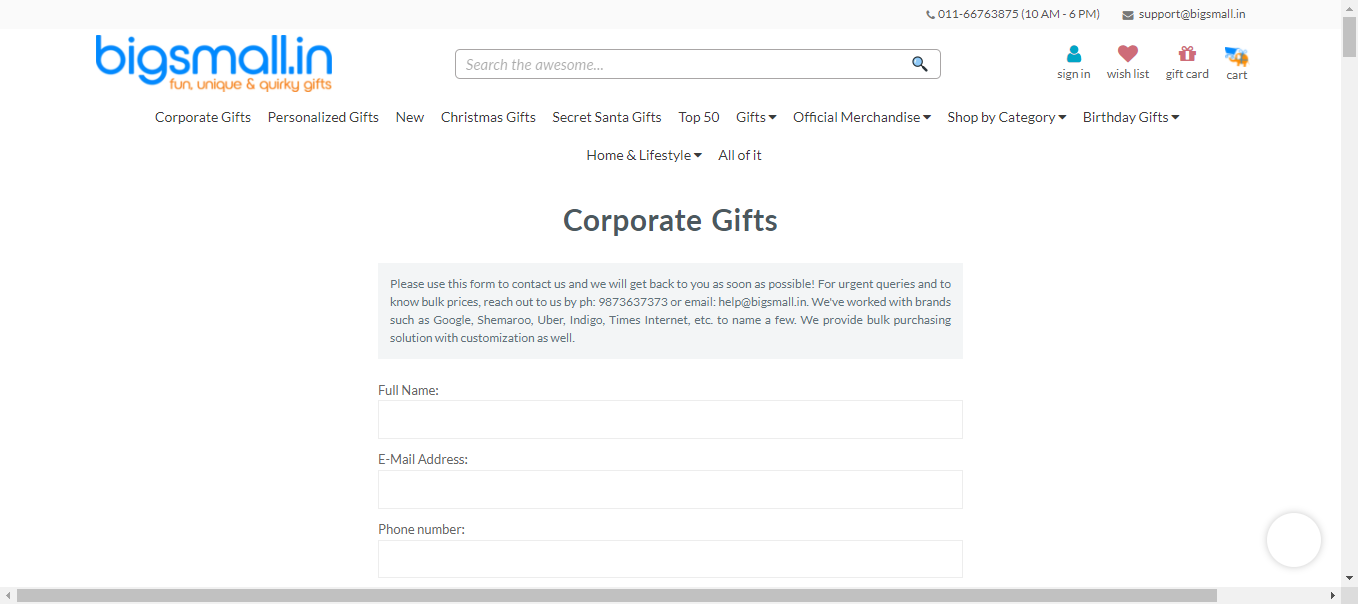 011-66763875 (10 AM - 6 PM) support@bigsmall.in
bigsmall.in
fun, unique & quirky gifts
Search the awesome...
sign in wish list gift card cart
Corporate Gifts Personalized Gifts New Christmas Gifts Secret Santa Gifts Top 50 Gifts Official Merchandise Shop by Category Birthday Gifts
Home & Lifestyle All of it
Corporate Gifts
Please use this form to contact us and we will get back to you as soon as possible! For urgent queries and to
know bulk prices, reach out to us by ph: 9873637373 or email: help@bigsmall.in. We've worked with brands
such as Google, Shemaroo, Uber, Indigo, Times Internet, etc. to name a few. We provide bulk purchasing
solution with customization as well.
Full Name:
E-Mail Address:
Phone number: